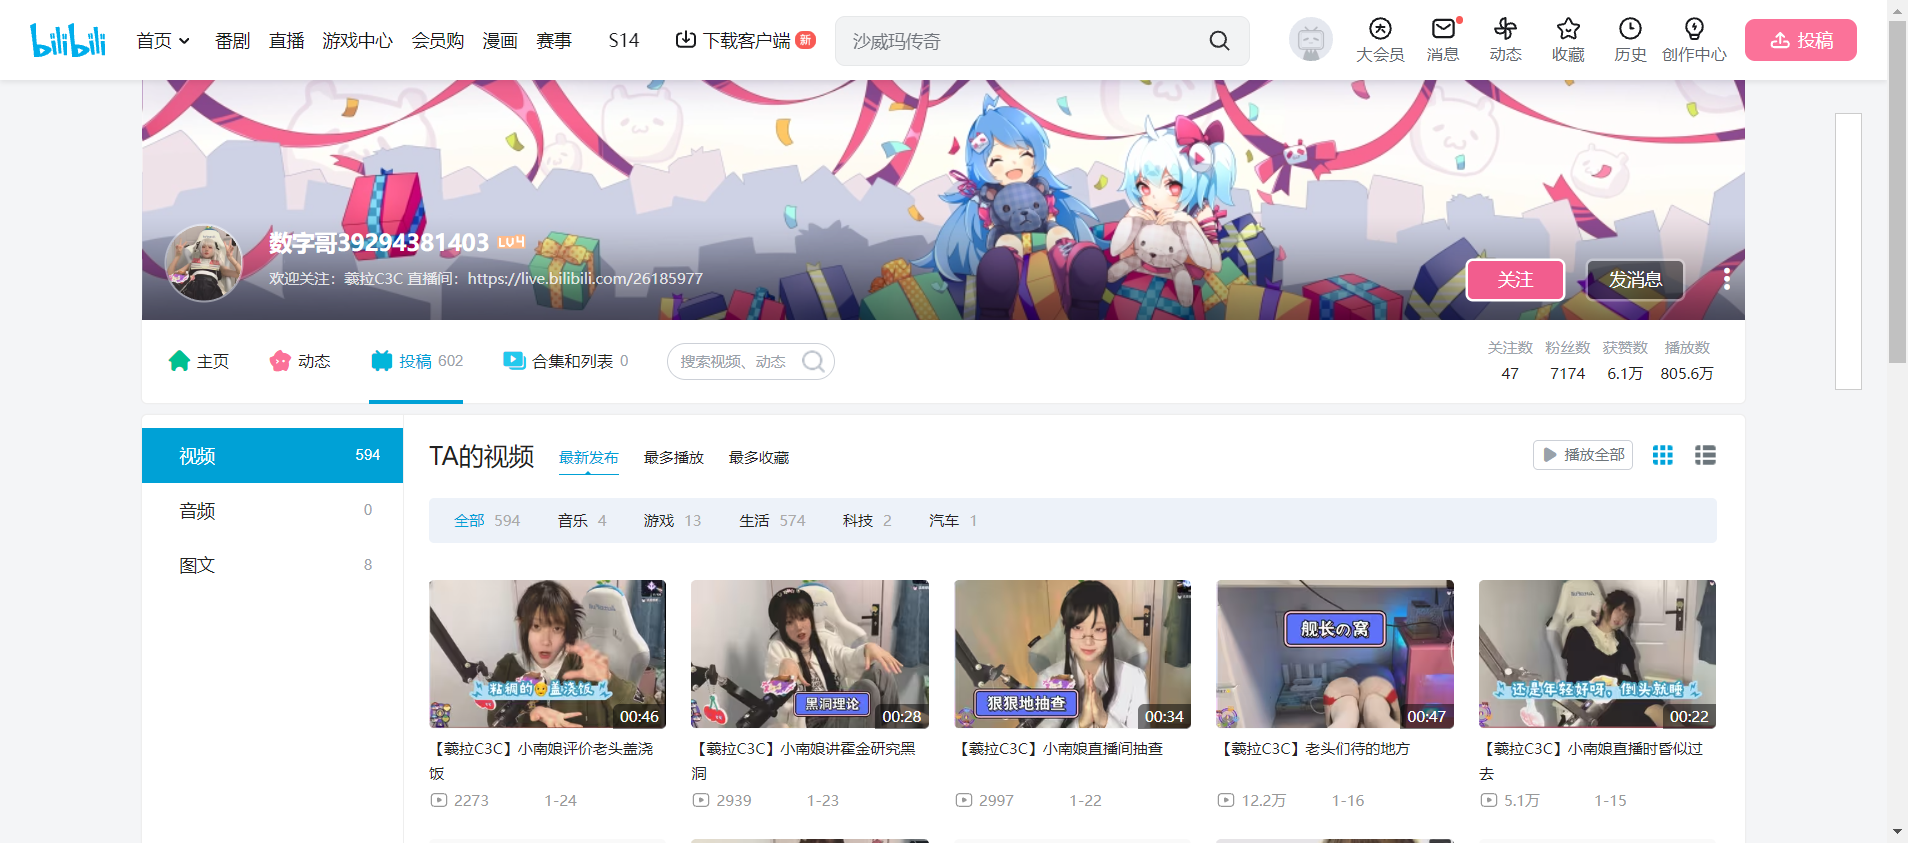 bilibili 首页 番剧 直播 游戏中心 会员购 漫画 赛事 S14 下载客户端 新 沙威玛传奇 大会员 消息 动态 收藏 历史 创作中心 投稿
数字哥39294381403 LV4
欢迎关注：羲拉C3C 直播间：https://live.bilibili.com/26185977
关注 发消息
主页 动态 投稿 602 合集和列表 0 搜索视频、动态
关注数 粉丝数 获赞数 播放数
47 7174 6.1万 805.6万
视频 594
音频 0
图文 8
TA的视频 最新发布 最多播放 最多收藏 播放全部
全部 594 音乐 4 游戏 13 生活 574 科技 2 汽车 1
粘稠的 盖浇饭
00:46
黑洞理论
00:28
狠狠地抽查
00:34
舰长の窝
00:47
还是年轻好呀，倒头就睡
00:22
【羲拉C3C】小南娘评价老头盖浇
饭
2273 1-24
【羲拉C3C】小南娘讲霍金研究黑
洞
2939 1-23
【羲拉C3C】小南娘直播间抽查
2997 1-22
【羲拉C3C】老头们待的地方
12.2万 1-16
【羲拉C3C】小南娘直播时昏似过
去
5.1万 1-15